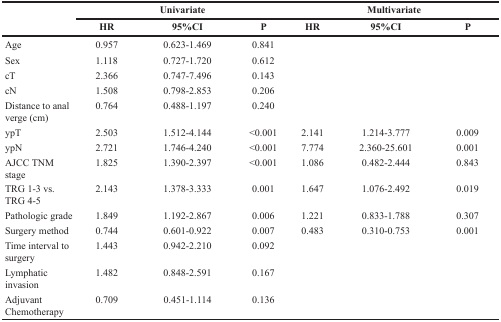 Univariate Multivariate
HR 95%CI P HR 95%CI P
Age 0.957 0.623-1.469 0.841
Sex 1.118 0.727-1.720 0.612
cT 2.366 0.747-7.496 0.143
cN 1.508 0.798-2.853 0.206
Distance to anal 0.764 0.488-1.197 0.240
verge (cm)
ypT 2.503 1.512-4.144 <0.001 2.141 1.214-3.777 0.009
ypN 2.721 1.746-4.240 <0.001 7.774 2.360-25.601 0.001
AJCC TNM 1.825 1.390-2.397 <0.001 1.086 0.482-2.444 0.843
stage
TRG 1-3 vs. 2.143 1.378-3.333 0.001 1.647 1.076-2.492 0.019
TRG 4-5
Pathologic grade 1.849 1.192-2.867 0.006 1.221 0.833-1.788 0.307
Surgery method 0.744 0.601-0.922 0.007 0.483 0.310-0.753 0.001
Time interval to 1.443 0.942-2.210 0.092
surgery
Lymphatic 1.482 0.848-2.591 0.167
invasion
Adjuvant 0.709 0.451-1.114 0.136
Chemotherapy